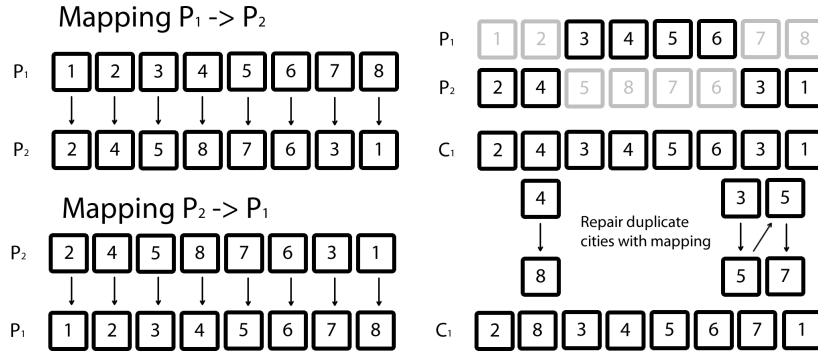 Mapping P₁ -> P₂
P₁ 1 2 3 4 5 6 7 8
P₂ 2 4 5 8 7 6 3 1
Mapping P₂ -> P₁
P₂ 2 4 5 8 7 6 3 1
P₁ 1 2 3 4 5 6 7 8
P₁ 1 2 3 4 5 6 7 8
P₂ 2 4 5 8 7 6 3 1
C₁ 2 4 3 4 5 6 3 1
4 3 5
Repair duplicate
cities with mapping
8 5 7
C₁ 2 8 3 4 5 6 7 1